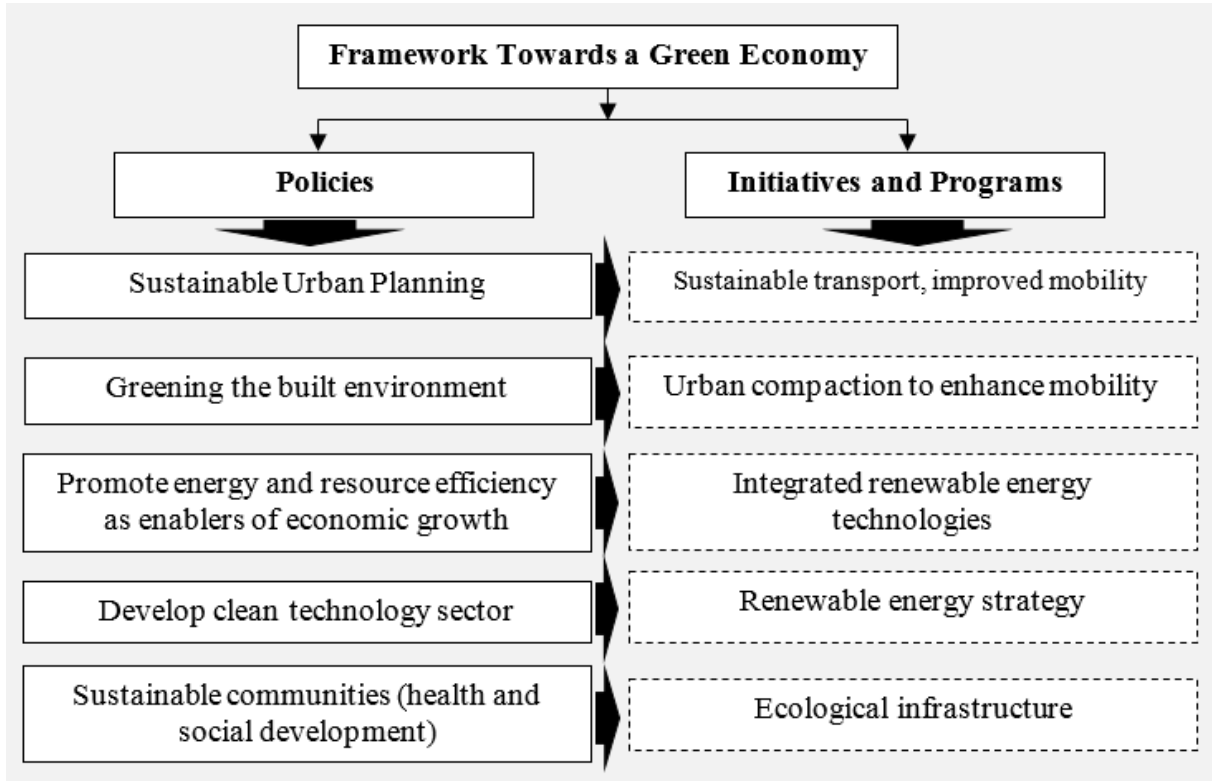 Framework Towards a Green Economy
Policies
Initiatives and Programs
Sustainable Urban Planning
Sustainable transport, improved mobility
Greening the built environment
Urban compaction to enhance mobility
Promote energy and resource efficiency
as enablers of economic growth
Integrated renewable energy
technologies
Develop clean technology sector
Renewable energy strategy
Sustainable communities (health and
social development)
Ecological infrastructure